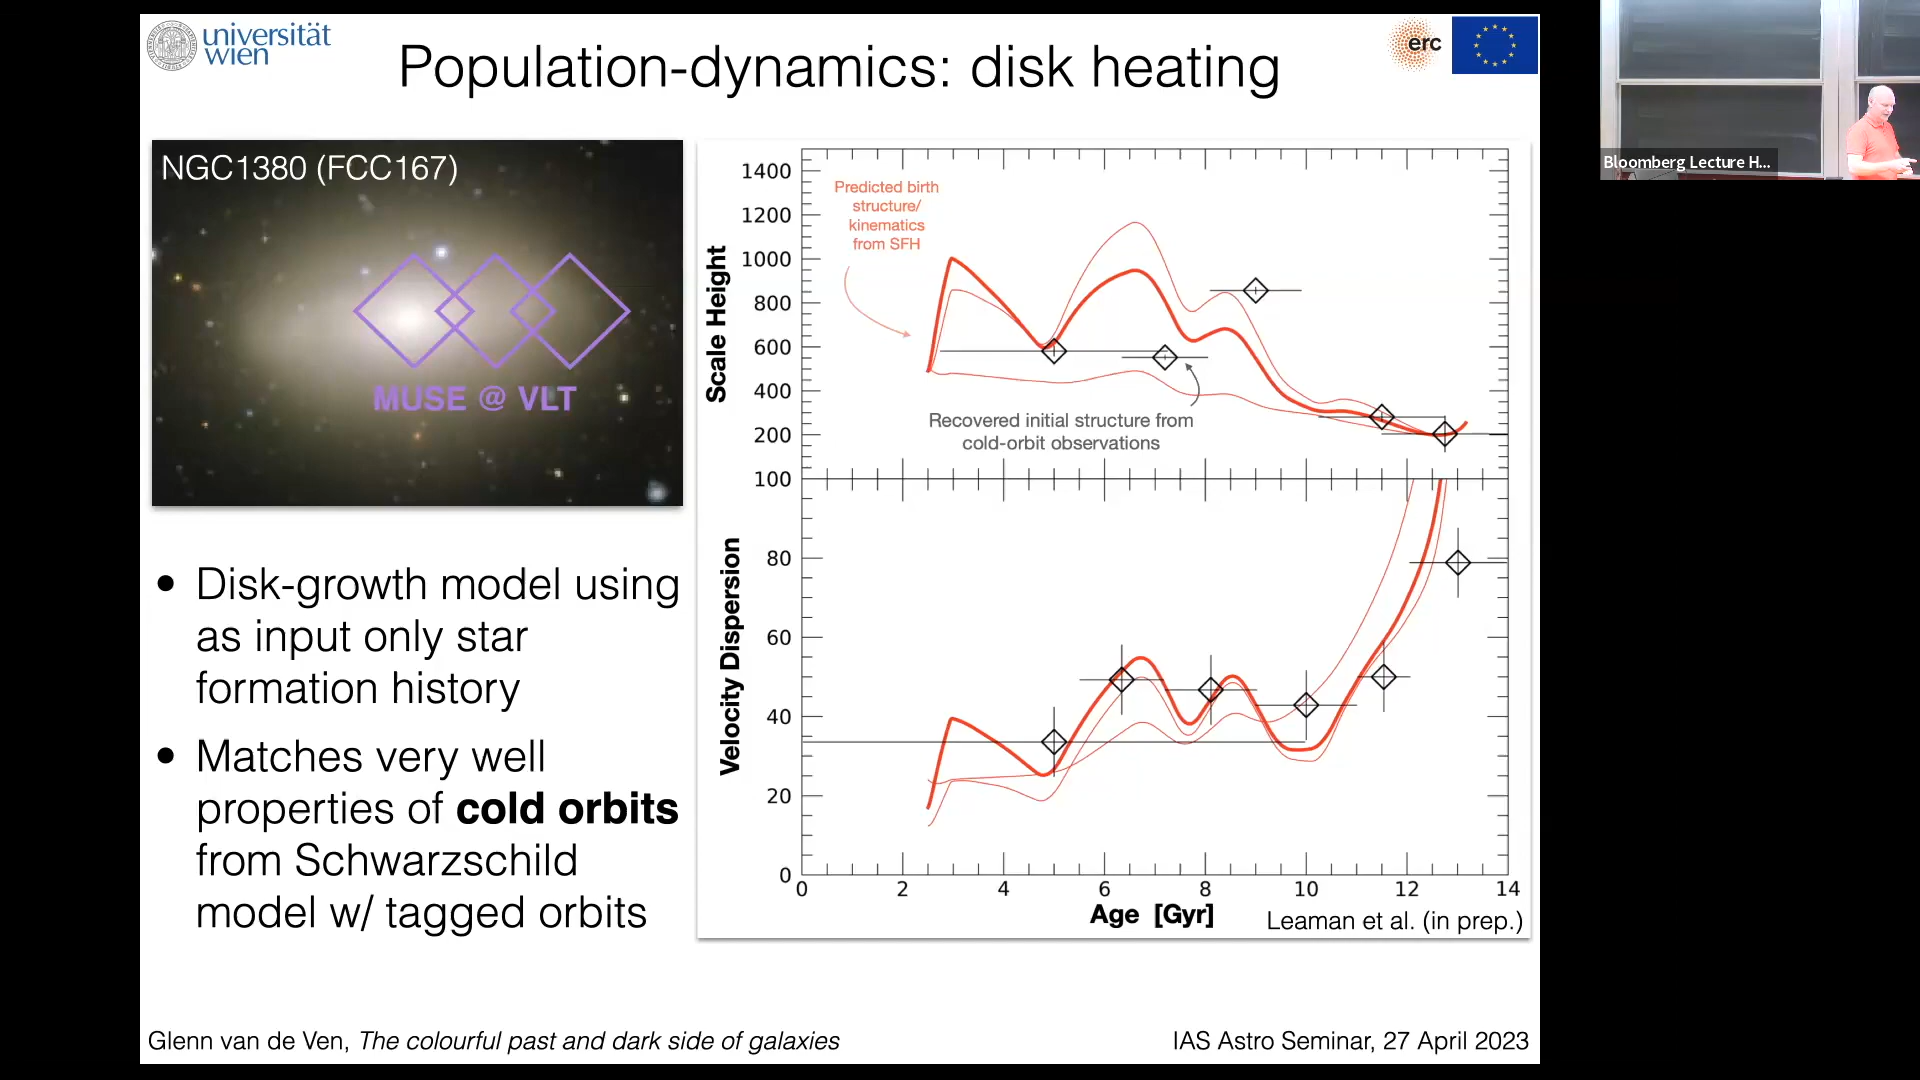 universität
wien
Population-dynamics: disk heating
erc
Bloomberg Lecture H...
NGC1380 (FCC167)
MUSE @ VLT
Disk-growth model using
as input only star
formation history
Matches very well
properties of cold orbits
from Schwarzschild
model w/ tagged orbits
Scale Height
1400
1200
1000
800
600
400
200
Predicted birth
structure/
kinematics
from SFH
Recovered initial structure from
cold-orbit observations
Velocity Dispersion
100
80
60
40
20
0
0 2 4 6 8 10 12 14
Age [Gyr]
Leaman et al. (in prep.)
Glenn van de Ven, The colourful past and dark side of galaxies
IAS Astro Seminar, 27 April 2023